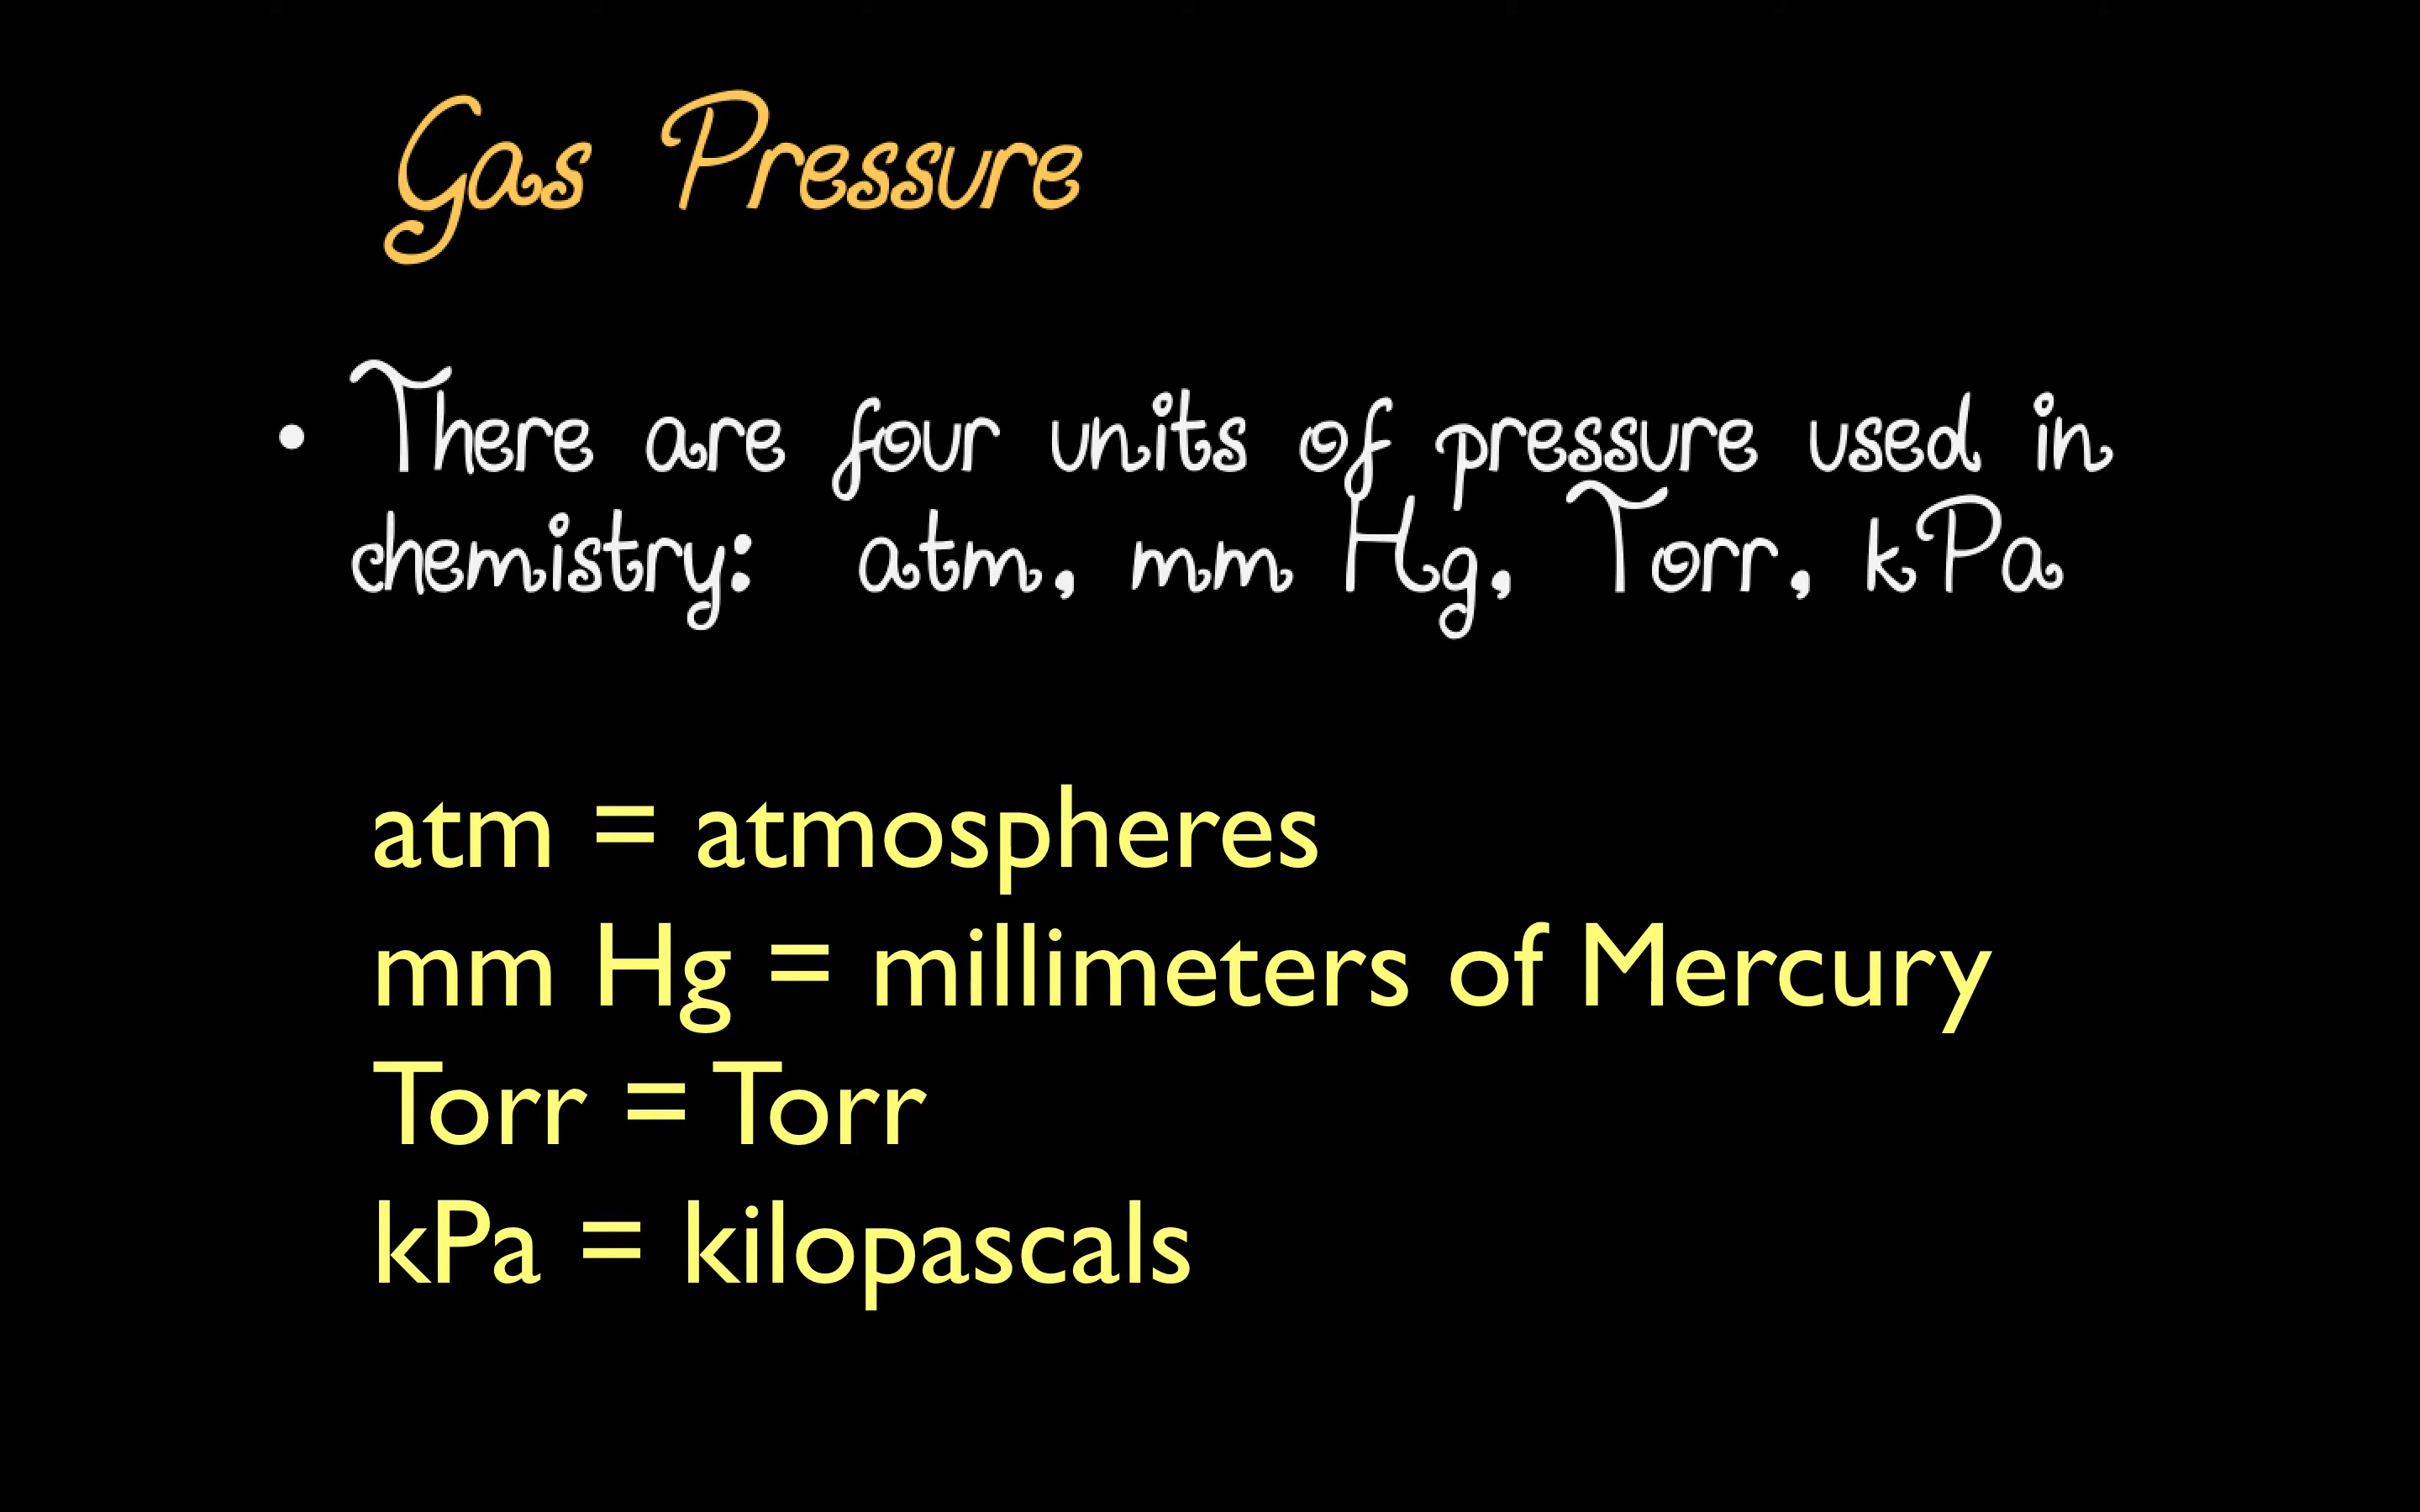 Gas Pressure
• There are four units of pressure used in
chemistry: atm, mm Hg, Torr, kPa
atm = atmospheres
mm Hg = millimeters of Mercury
Torr = Torr
kPa = kilopascals